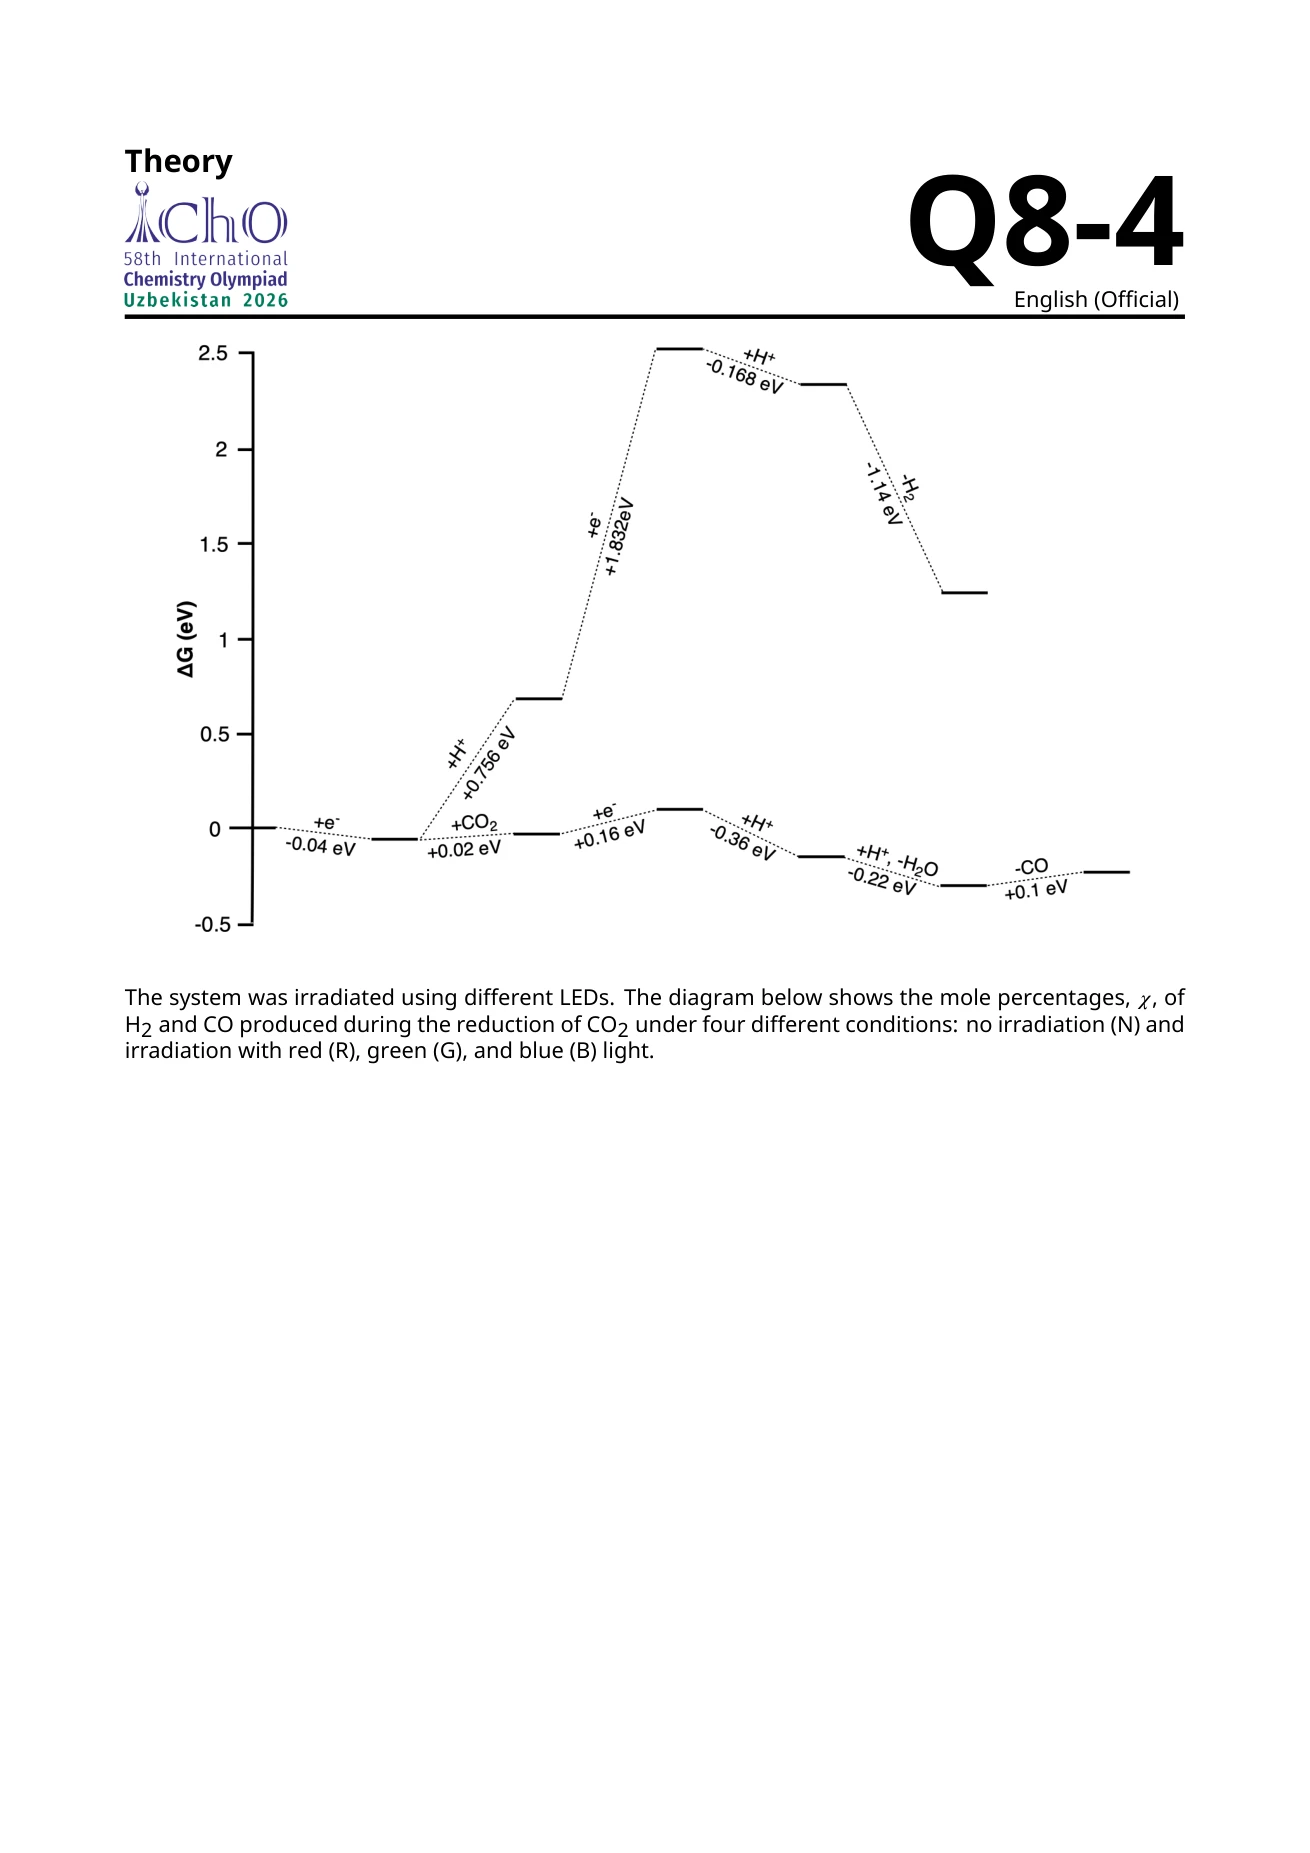 Theory
IChO
58th International
Chemistry Olympiad
Uzbekistan 2026
Q8-4
English (Official)
2.5
2
1.5
1
0.5
0
-0.5
ΔG (eV)
+e-
-0.04 eV
+H+
+0.756 eV
+e-
+1.832eV
+H+
-0.168 eV
-H2
-1.14 eV
+CO2
+0.02 eV
+e-
+0.16 eV
+H+
-0.36 eV
+H+, -H2O
-0.22 eV
-CO
+0.1 eV
The system was irradiated using different LEDs. The diagram below shows the mole percentages, χ, of
H2 and CO produced during the reduction of CO2 under four different conditions: no irradiation (N) and
irradiation with red (R), green (G), and blue (B) light.